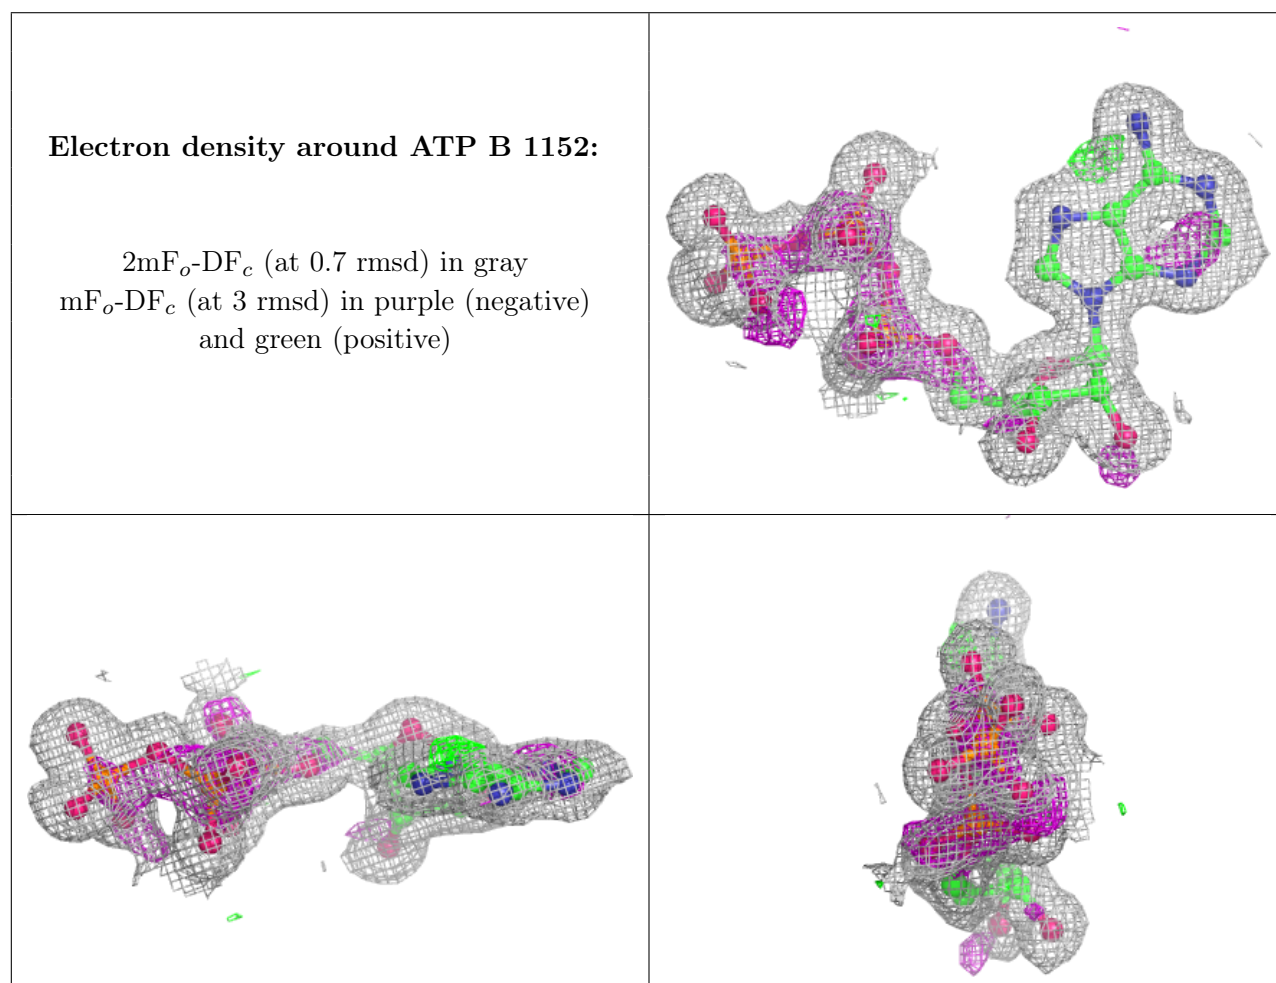 Electron density around ATP B 1152:
2mFo-DFc (at 0.7 rmsd) in gray
mFo-DFc (at 3 rmsd) in purple (negative)
and green (positive)